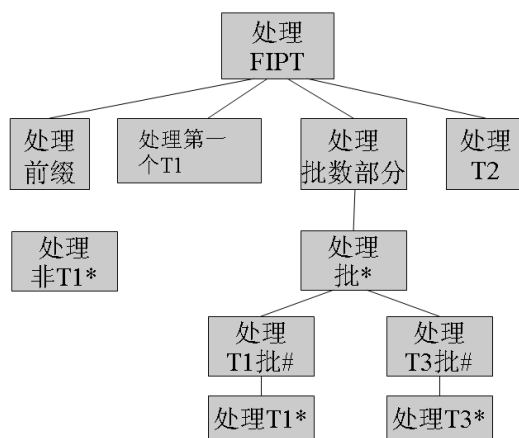 处理
FIPT
处理
前缀
处理第一
个T1
处理
批数部分
处理
T2
处理
非T1*
处理
批*
处理
T1批#
处理
T3批#
处理T1*
处理T3*